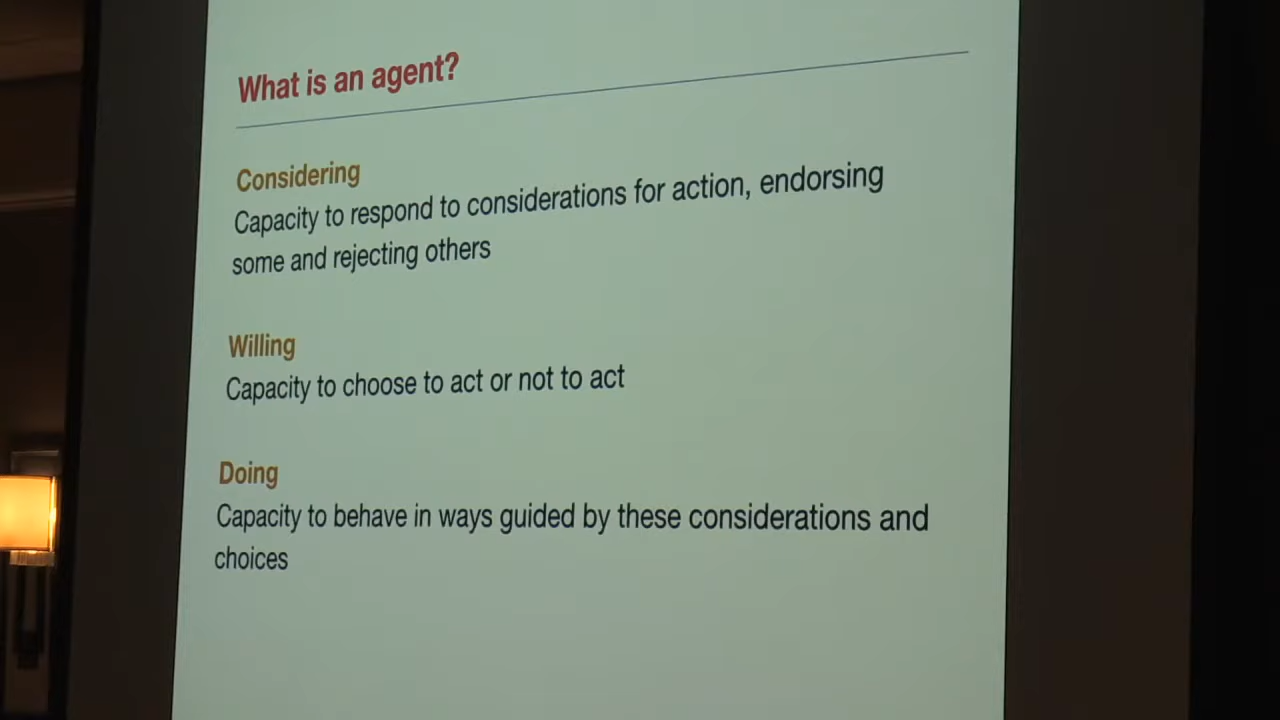 What is an agent?
Considering
Capacity to respond to considerations for action, endorsing
some and rejecting others
Willing
Capacity to choose to act or not to act
Doing
Capacity to behave in ways guided by these considerations and
choices